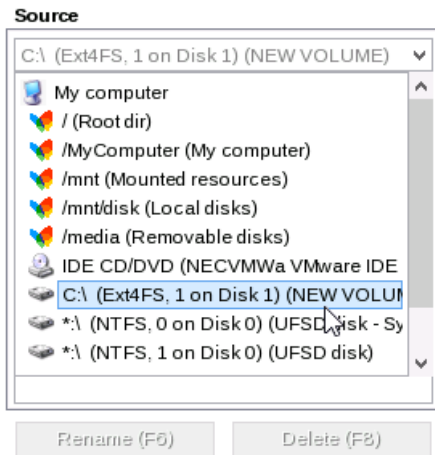 Source
C:\ (Ext4FS, 1 on Disk 1) (NEW VOLUME)
My computer
/ (Root dir)
/MyComputer (My computer)
/mnt (Mounted resources)
/mnt/disk (Local disks)
/media (Removable disks)
IDE CD/DVD (NECVMWa VMware IDE
C:\ (Ext4FS, 1 on Disk 1) (NEW VOLUM
*:\ (NTFS, 0 on Disk 0) (UFSD disk - Sy
*:\ (NTFS, 1 on Disk 0) (UFSD disk)
Rename (F6) Delete (F8)